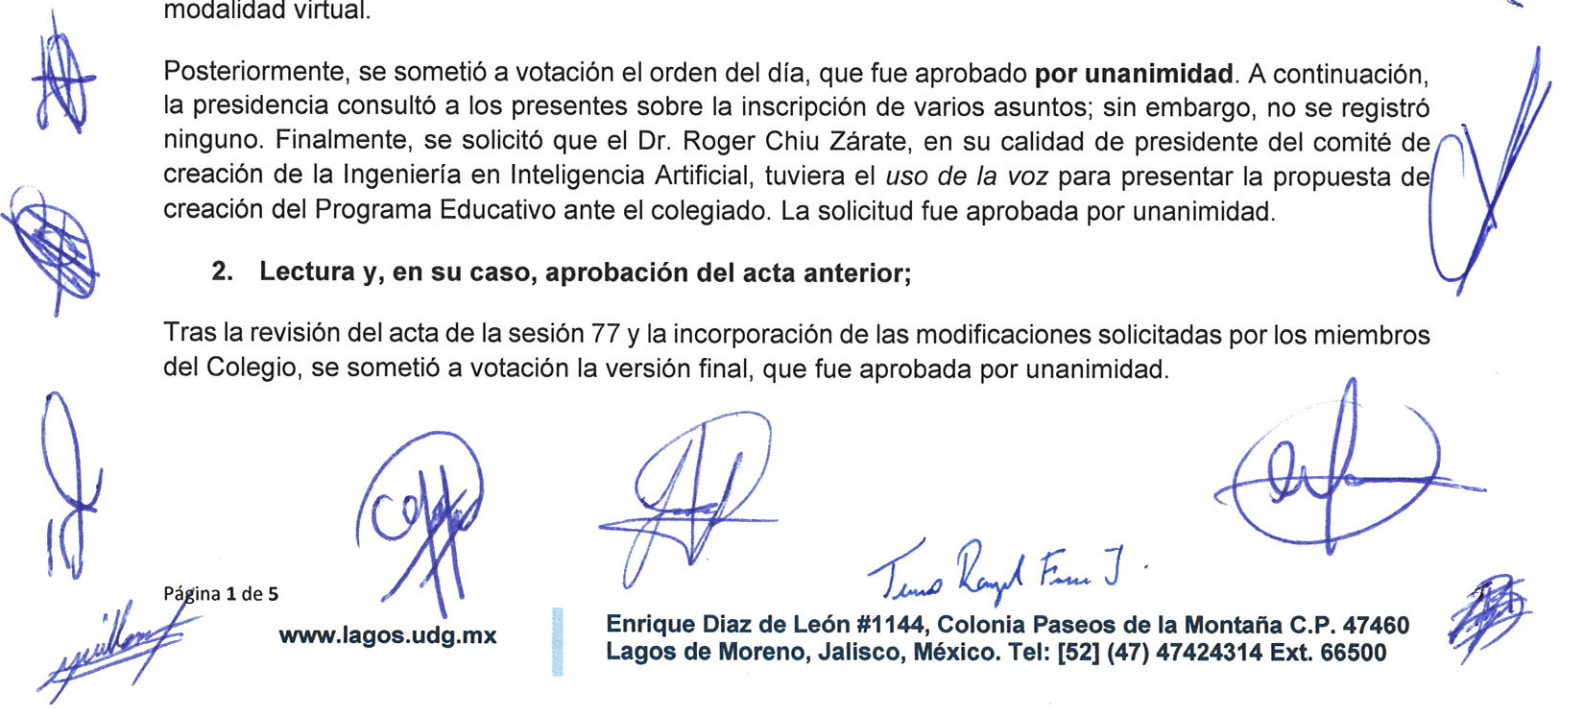 modalidad virtual.
Posteriormente, se sometió a votación el orden del día, que fue aprobado por unanimidad. A continuación,
la presidencia consultó a los presentes sobre la inscripción de varios asuntos; sin embargo, no se registró
ninguno. Finalmente, se solicitó que el Dr. Roger Chiu Zárate, en su calidad de presidente del comité de
creación de la Ingeniería en Inteligencia Artificial, tuviera el uso de la voz para presentar la propuesta de
creación del Programa Educativo ante el colegiado. La solicitud fue aprobada por unanimidad.
2. Lectura y, en su caso, aprobación del acta anterior;
Tras la revisión del acta de la sesión 77 y la incorporación de las modificaciones solicitadas por los miembros
del Colegio, se sometió a votación la versión final, que fue aprobada por unanimidad.
Página 1 de 5
www.lagos.udg.mx
Enrique Diaz de León #1144, Colonia Paseos de la Montaña C.P. 47460
Lagos de Moreno, Jalisco, México. Tel: [52] (47) 47424314 Ext. 66500